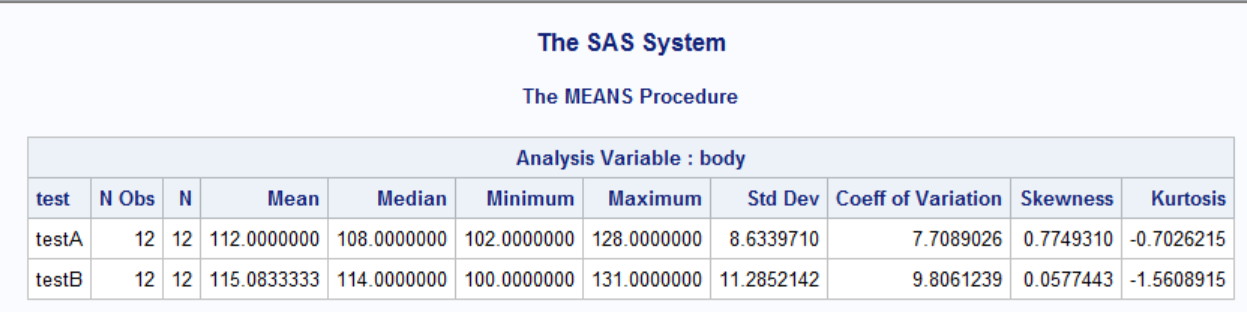 The SAS System
The MEANS Procedure
Analysis Variable : body
test N Obs N Mean Median Minimum Maximum Std Dev Coeff of Variation Skewness Kurtosis
testA 12 12 112.0000000 108.0000000 102.0000000 128.0000000 8.6339710 7.7089026 0.7749310 -0.7026215
testB 12 12 115.0833333 114.0000000 100.0000000 131.0000000 11.2852142 9.8061239 0.0577443 -1.5608915